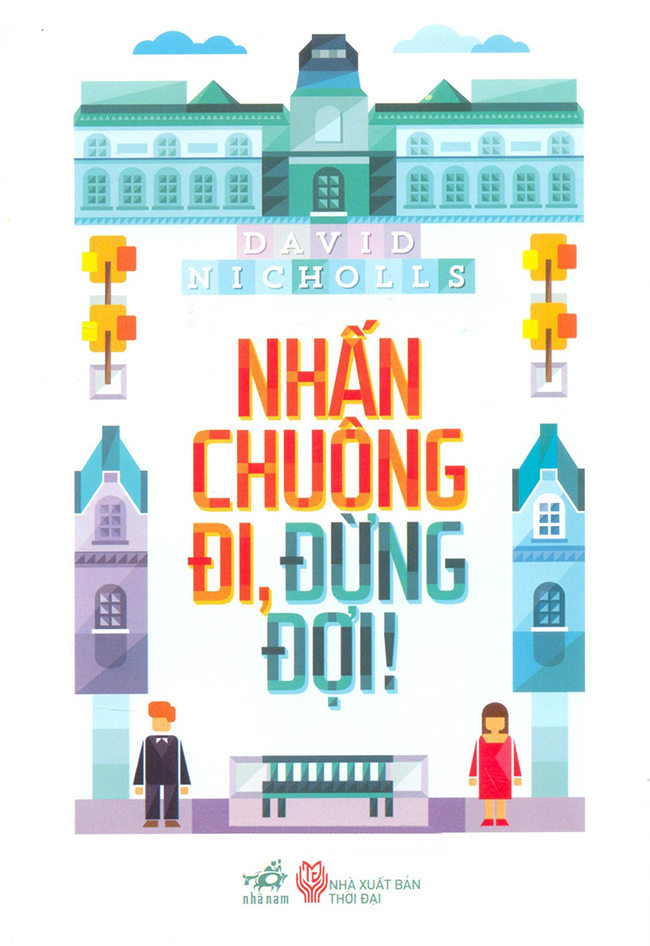 DAVID
NICHOLLS
NHẤN
CHUÔNG
ĐI, ĐỪNG
ĐỢI!
nhã nam
NHÀ XUẤT BẢN
THỜI ĐẠI